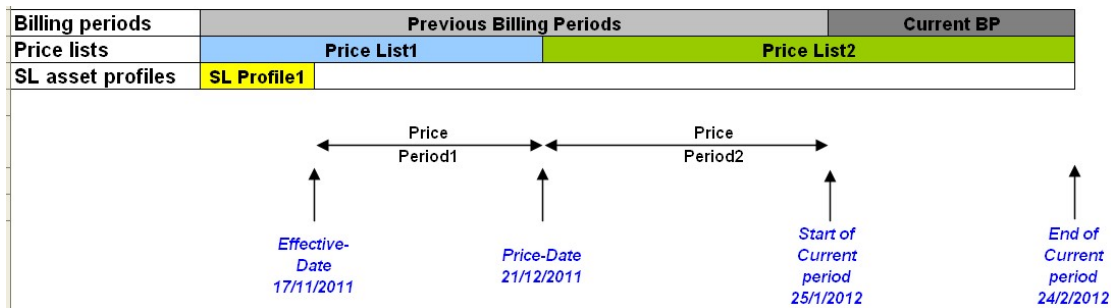 Billing periods Previous Billing Periods Current BP
Price lists Price List1 Price List2
SL asset profiles SL Profile1
Price Price
Period1 Period2
Effective- Price-Date Start of End of
Date 21/12/2011 Current Current
17/11/2011 period period
25/1/2012 24/2/2012